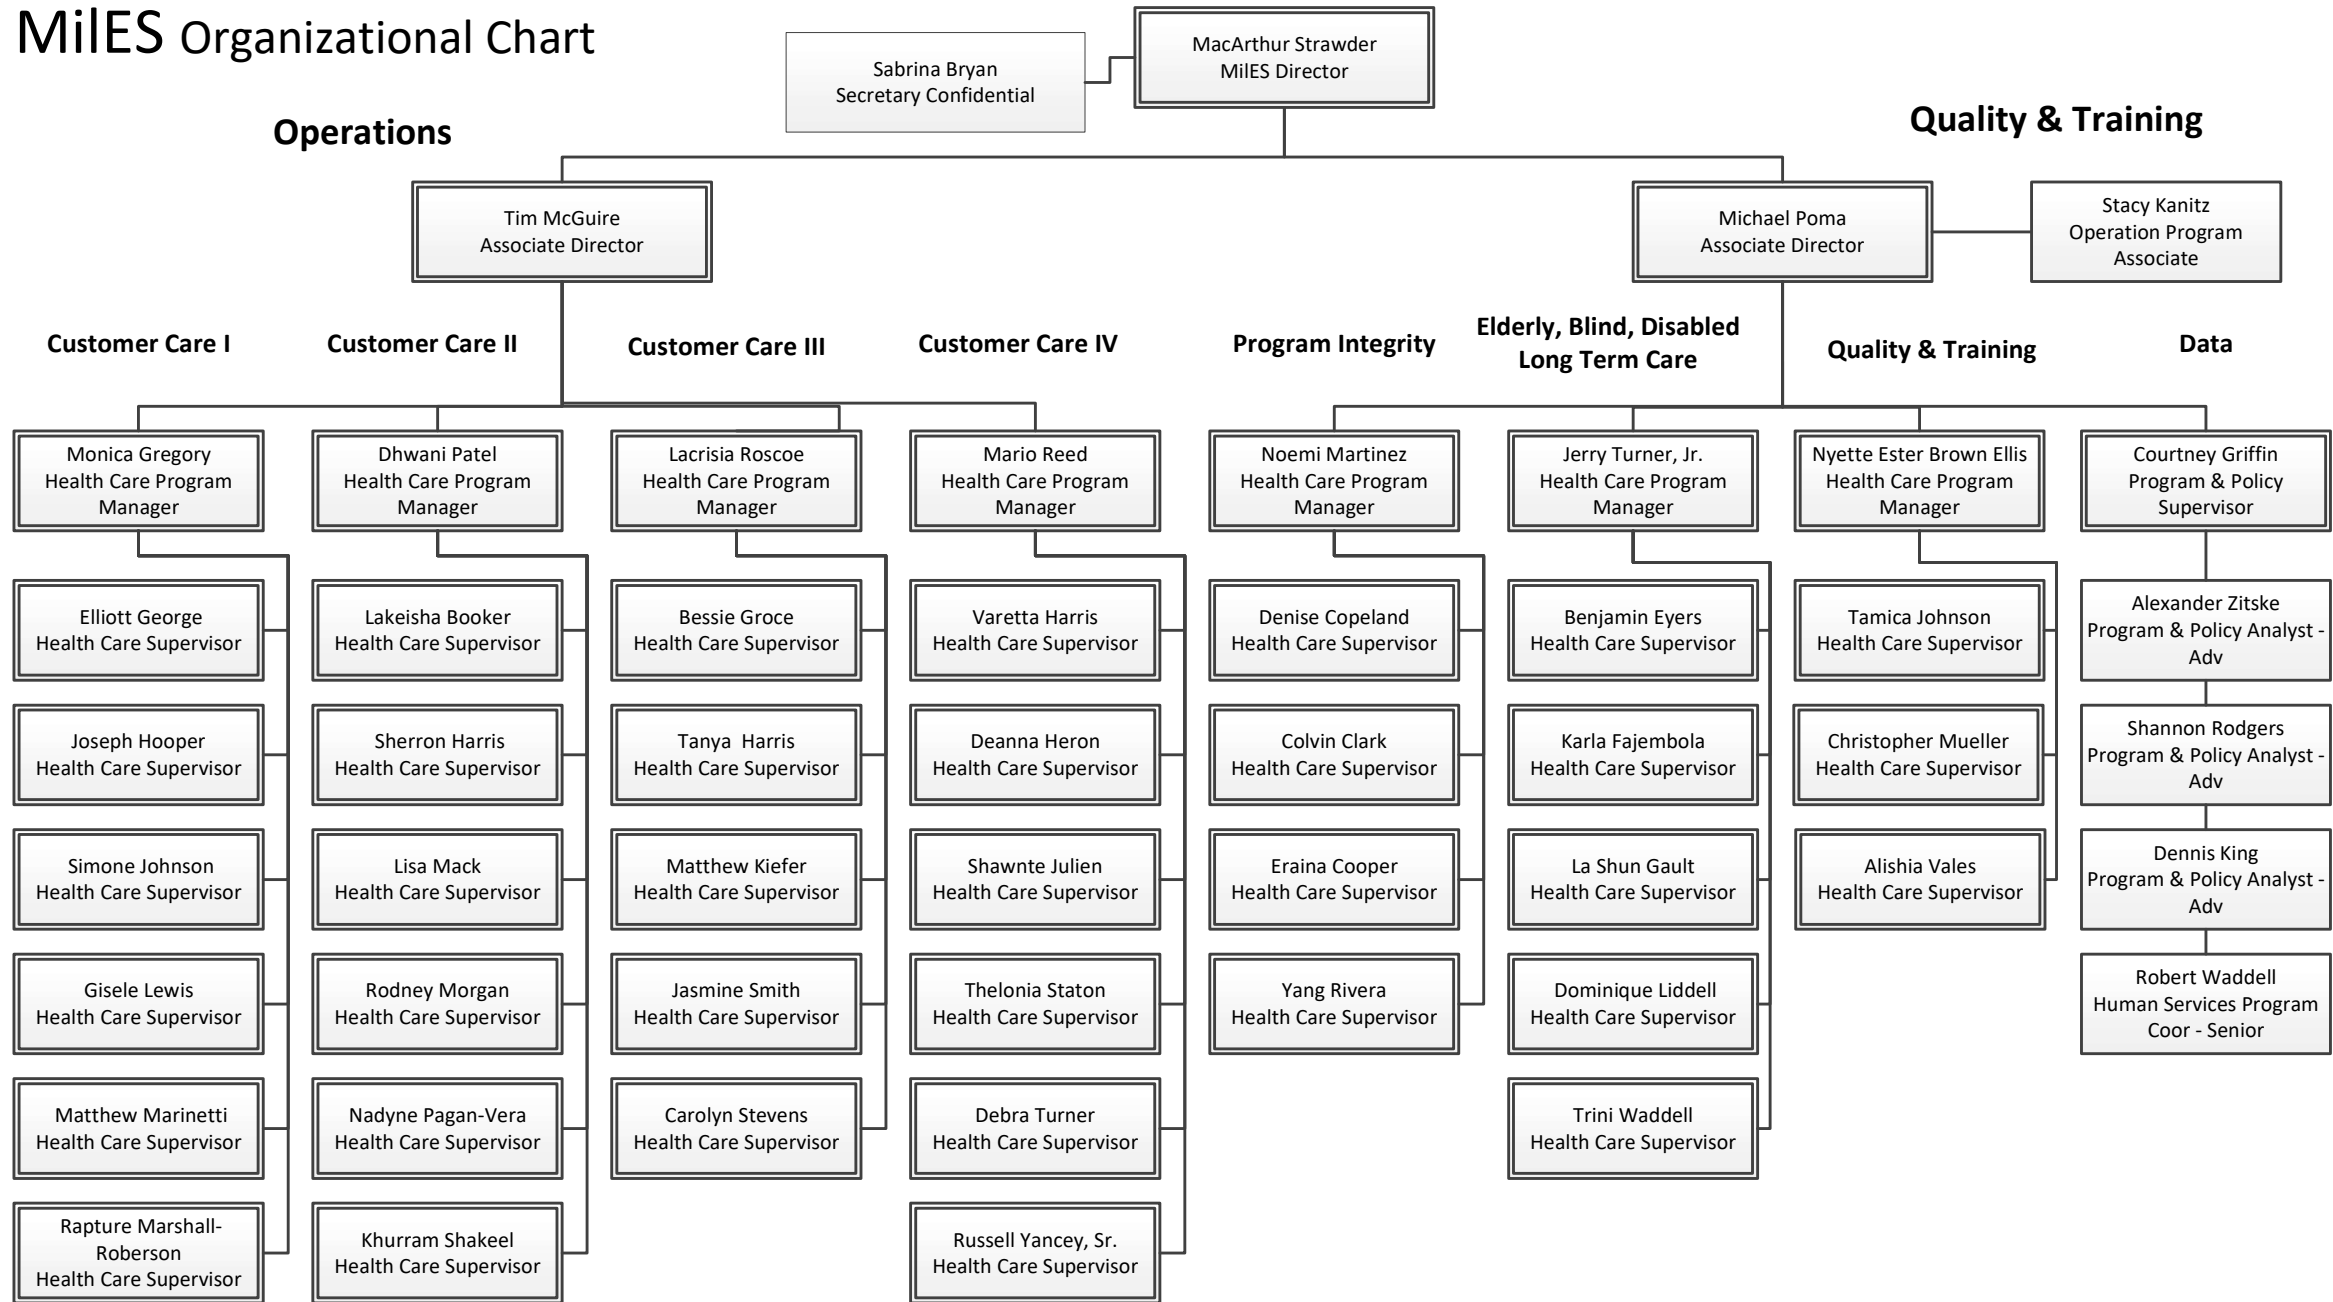 MilES Organizational Chart
Sabrina Bryan
Secretary Confidential
MacArthur Strawder
MilES Director
Operations
Quality & Training
Tim McGuire
Associate Director
Michael Poma
Associate Director
Stacy Kanitz
Operation Program
Associate
Customer Care I
Customer Care II
Customer Care III
Customer Care IV
Program Integrity
Elderly, Blind, Disabled
Long Term Care
Quality & Training
Data
Monica Gregory
Health Care Program
Manager
Dhwani Patel
Health Care Program
Manager
Lacrisia Roscoe
Health Care Program
Manager
Mario Reed
Health Care Program
Manager
Noemi Martinez
Health Care Program
Manager
Jerry Turner, Jr.
Health Care Program
Manager
Nyette Ester Brown Ellis
Health Care Program
Manager
Courtney Griffin
Program & Policy
Supervisor
Elliott George
Health Care Supervisor
Lakeisha Booker
Health Care Supervisor
Bessie Groce
Health Care Supervisor
Varetta Harris
Health Care Supervisor
Denise Copeland
Health Care Supervisor
Benjamin Eyers
Health Care Supervisor
Tamica Johnson
Health Care Supervisor
Alexander Zitske
Program & Policy Analyst -
Adv
Joseph Hooper
Health Care Supervisor
Sherron Harris
Health Care Supervisor
Tanya  Harris
Health Care Supervisor
Deanna Heron
Health Care Supervisor
Colvin Clark
Health Care Supervisor
Karla Fajembola
Health Care Supervisor
Christopher Mueller
Health Care Supervisor
Shannon Rodgers
Program & Policy Analyst -
Adv
Simone Johnson
Health Care Supervisor
Lisa Mack
Health Care Supervisor
Matthew Kiefer
Health Care Supervisor
Shawnte Julien
Health Care Supervisor
Eraina Cooper
Health Care Supervisor
La Shun Gault
Health Care Supervisor
Alishia Vales
Health Care Supervisor
Dennis King
Program & Policy Analyst -
Adv
Gisele Lewis
Health Care Supervisor
Rodney Morgan
Health Care Supervisor
Jasmine Smith
Health Care Supervisor
Thelonia Staton
Health Care Supervisor
Yang Rivera
Health Care Supervisor
Dominique Liddell
Health Care Supervisor
Robert Waddell
Human Services Program
Coor - Senior
Matthew Marinetti
Health Care Supervisor
Nadyne Pagan-Vera
Health Care Supervisor
Carolyn Stevens
Health Care Supervisor
Debra Turner
Health Care Supervisor
Trini Waddell
Health Care Supervisor
Rapture Marshall-
Roberson
Health Care Supervisor
Khurram Shakeel
Health Care Supervisor
Russell Yancey, Sr.
Health Care Supervisor